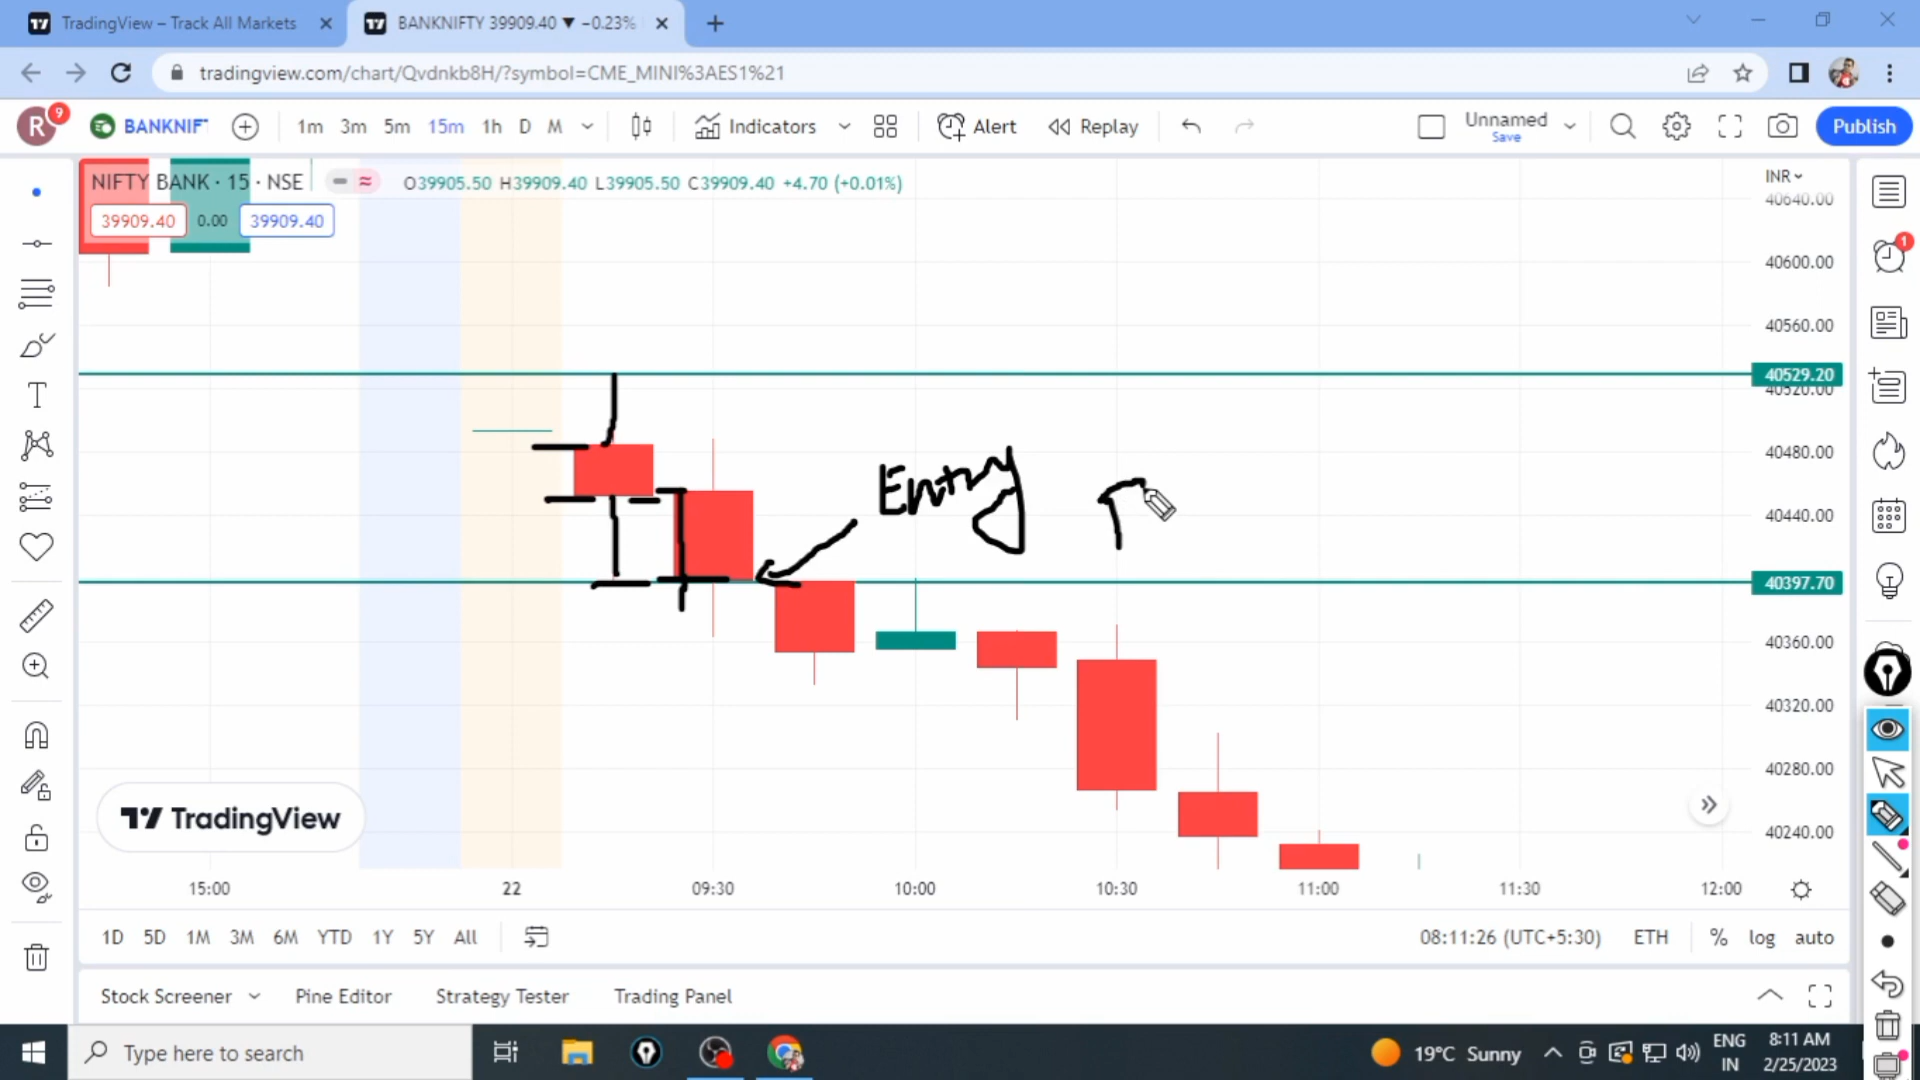 TradingView – Track All Markets
BANKNIFTY 39909.40 ▼ −0.23%
tradingview.com/chart/Qvdnkb8H/?symbol=CME_MINI%3AES1%21
R 9
BANKNIF
1m 3m 5m 15m 1h D M
Indicators
Alert
Replay
Unnamed
Save
Publish
NIFTY BANK · 15 · NSE
O39905.50 H39909.40 L39905.50 C39909.40 +4.70 (+0.01%)
39909.40 0.00 39909.40
INR
40640.00
40600.00
40560.00
40529.20
40520.00
40480.00
40440.00
40397.70
40360.00
40320.00
40280.00
40240.00
1
Entry
TradingView
15:00 22 09:30 10:00 10:30 11:00 11:30 12:00
1D 5D 1M 3M 6M YTD 1Y 5Y All
08:11:26 (UTC+5:30) ETH % log auto
Stock Screener Pine Editor Strategy Tester Trading Panel
Type here to search
19°C Sunny
ENG
IN
8:11 AM
2/25/2023